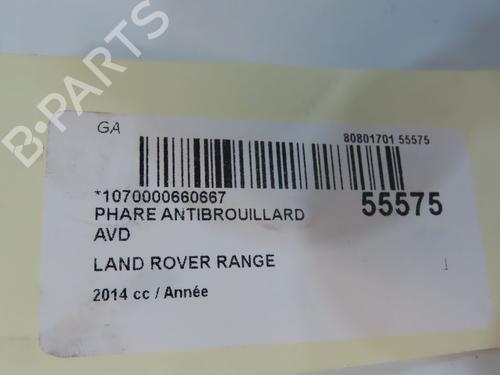 B-PARTS
GA
80801701 55575
*1070000660667
55575
PHARE ANTIBROUILLARD
AVD
LAND ROVER RANGE
2014 cc / Année